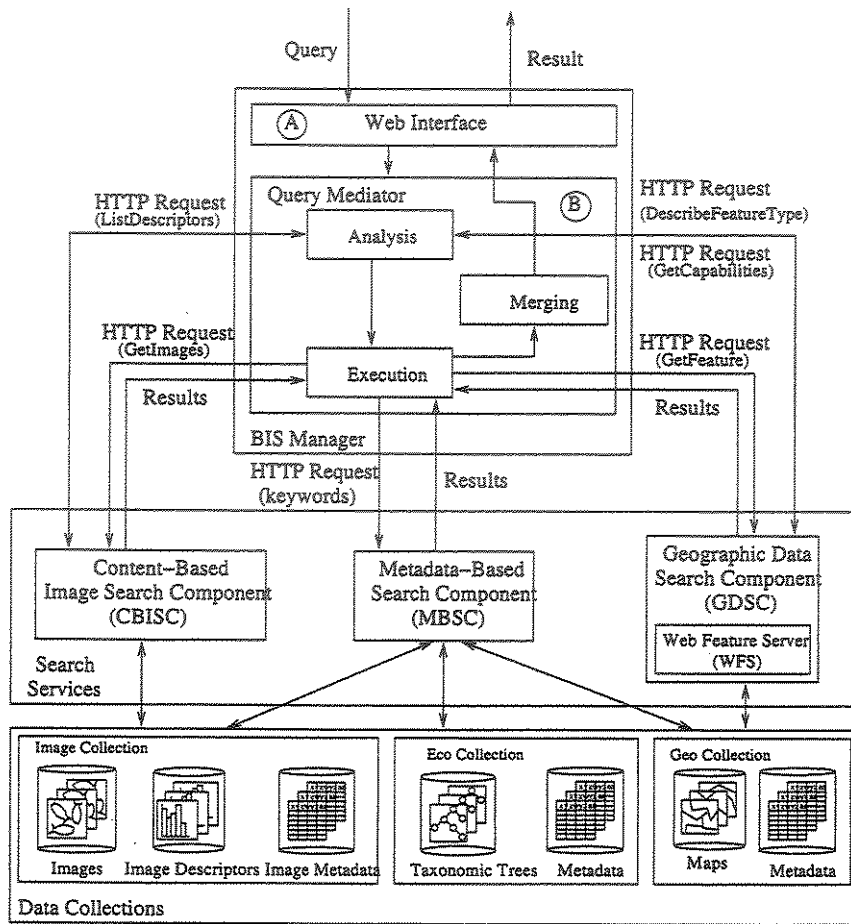 Query
Result
A
Web Interface
HTTP Request
(ListDescriptors)
Query Mediator
B
HTTP Request
(DescribeFeatureType)
Analysis
HTTP Request
(GetCapabilities)
Merging
HTTP Request
(GetImages)
HTTP Request
(GetFeature)
Execution
Results
Results
BIS Manager
HTTP Request
(keywords)
Results
Content-Based
Image Search Component
(CBISC)
Metadata-Based
Search Component
(MBSC)
Geographic Data
Search Component
(GDSC)
Web Feature Server
(WFS)
Search
Services
Image Collection
Eco Collection
Geo Collection
Images
Image Descriptors
Image Metadata
Taxonomic Trees
Metadata
Maps
Metadata
Data Collections